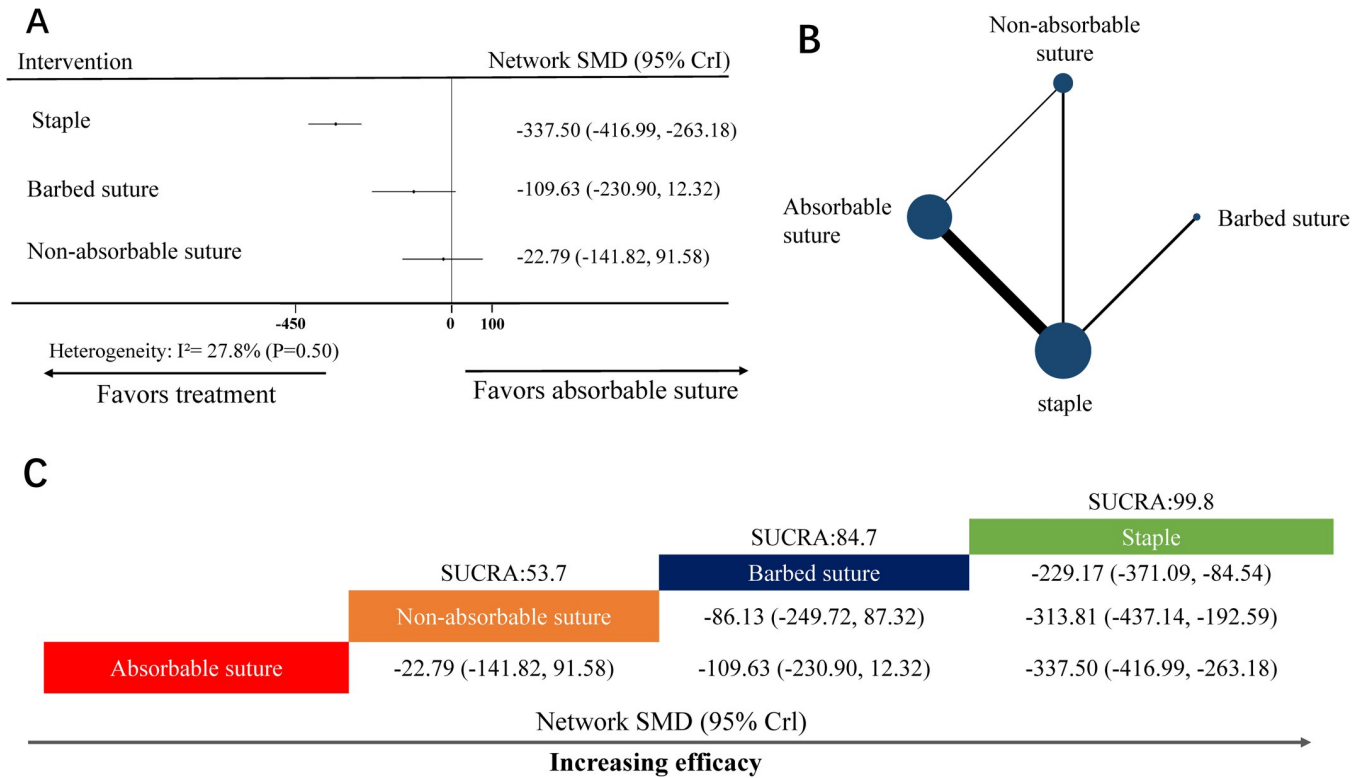 A
Intervention Network SMD (95% CrI)
Staple -337.50 (-416.99, -263.18)
Barbed suture -109.63 (-230.90, 12.32)
Non-absorbable suture -22.79 (-141.82, 91.58)
-450 0 100
Heterogeneity: I²= 27.8% (P=0.50)
Favors treatment Favors absorbable suture
B
Non-absorbable
suture
Absorbable
suture
Barbed suture
staple
C
SUCRA:99.8
SUCRA:84.7 Staple
SUCRA:53.7 Barbed suture -229.17 (-371.09, -84.54)
Non-absorbable suture -86.13 (-249.72, 87.32) -313.81 (-437.14, -192.59)
Absorbable suture -22.79 (-141.82, 91.58) -109.63 (-230.90, 12.32) -337.50 (-416.99, -263.18)
Network SMD (95% Crl)
Increasing efficacy